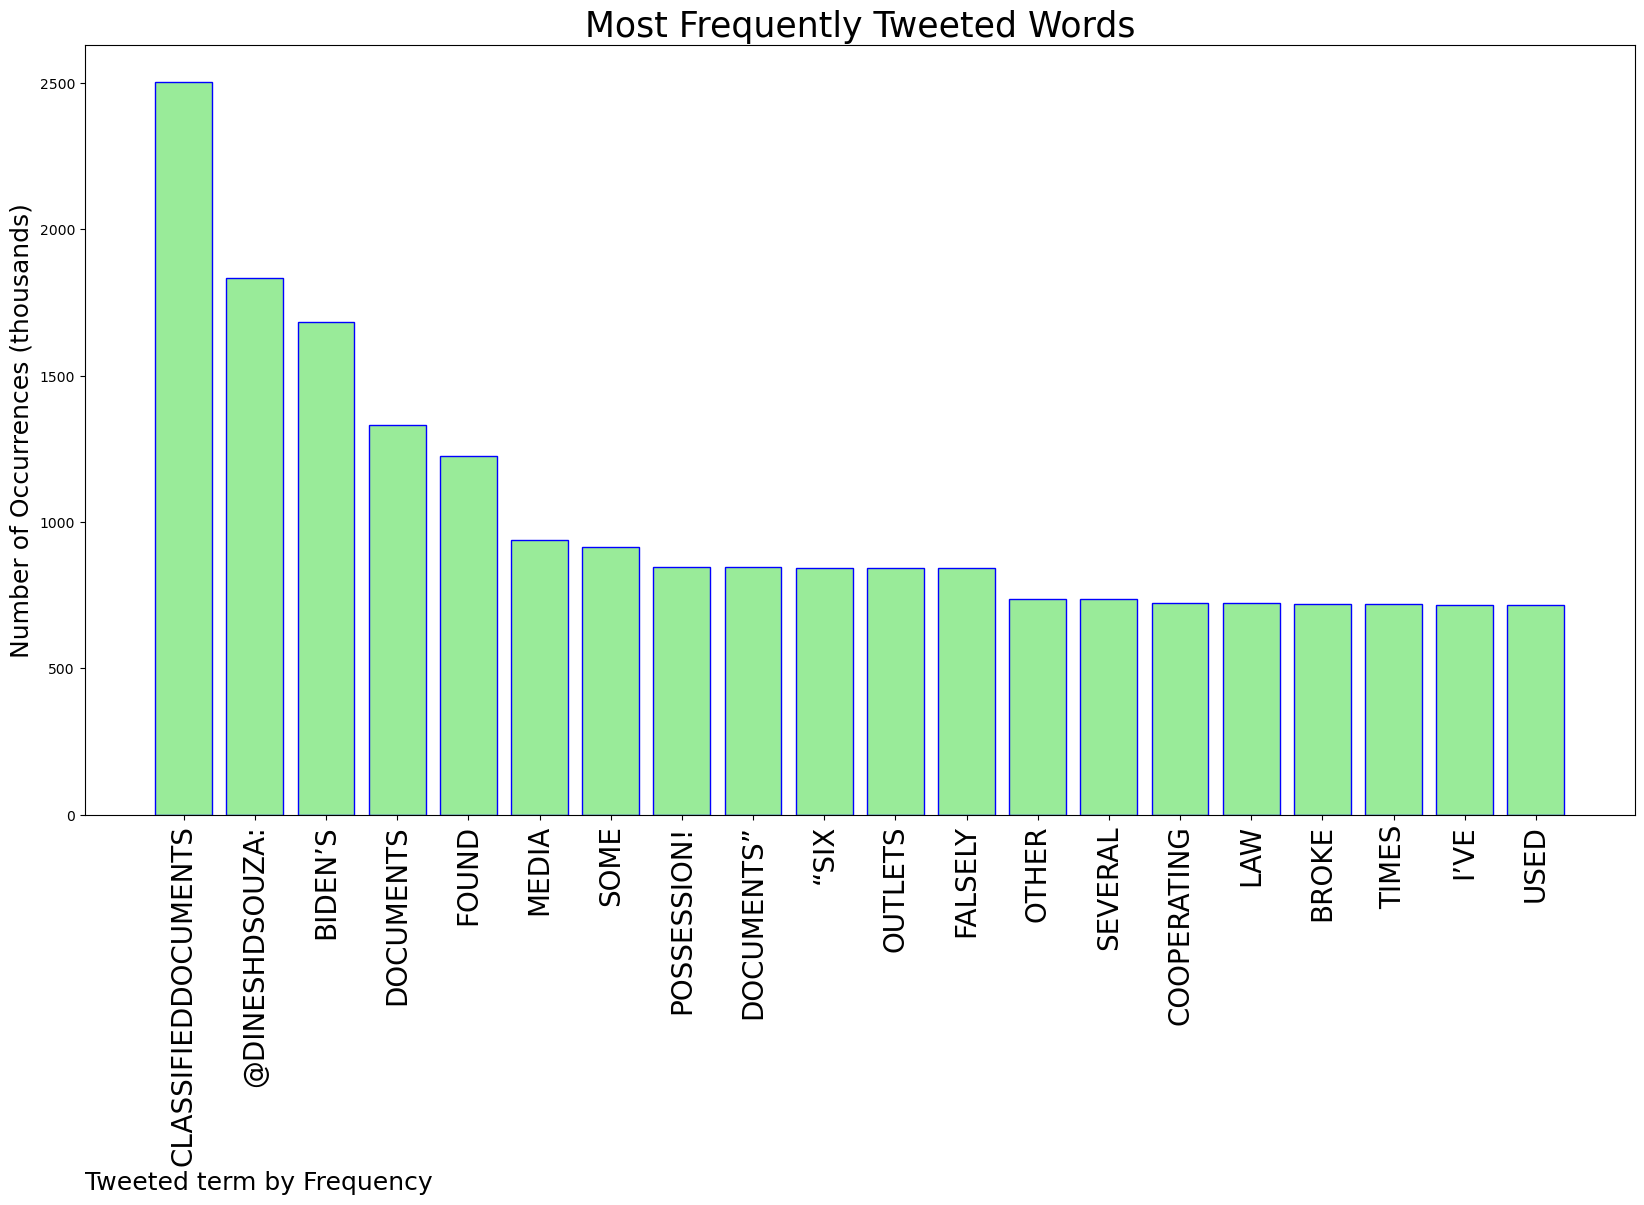 Most Frequently Tweeted Words
Number of Occurrences (thousands)
2500
2000
1500
1000
500
0
CLASSIFIEDDOCUMENTS
@DINESHDSOUZA:
BIDEN’S
DOCUMENTS
FOUND
MEDIA
SOME
POSSESSION!
DOCUMENTS”
“SIX
OUTLETS
FALSELY
OTHER
SEVERAL
COOPERATING
LAW
BROKE
TIMES
I’VE
USED
Tweeted term by Frequency